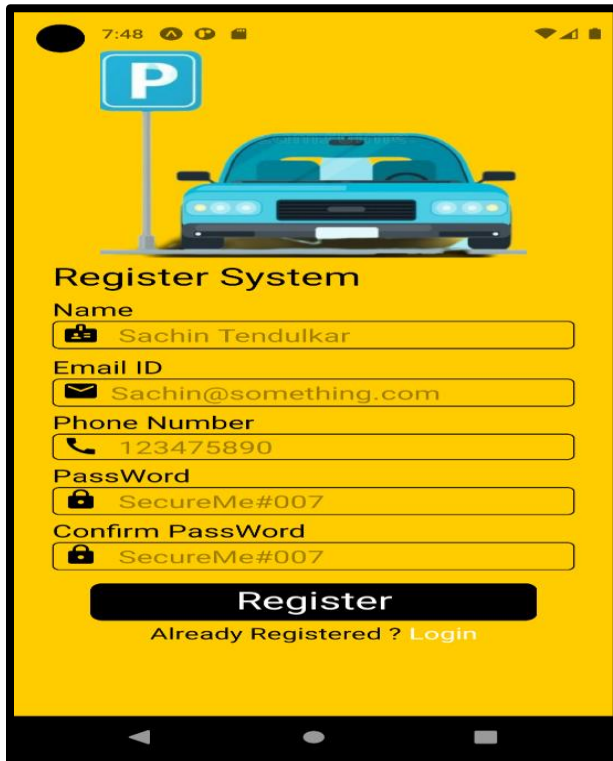 7:48
P
Register System
Name
Sachin Tendulkar
Email ID
Sachin@something.com
Phone Number
123475890
PassWord
SecureMe#007
Confirm PassWord
SecureMe#007
Register
Already Registered ? Login